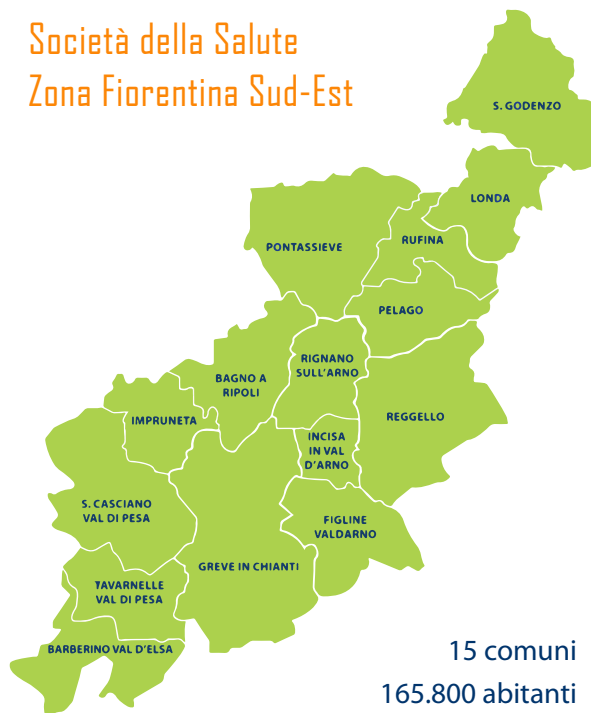 Società della Salute
Zona Fiorentina Sud-Est
S. GODENZO
LONDA
RUFINA
PONTASSIEVE
PELAGO
RIGNANO
SULL'ARNO
BAGNO A
RIPOLI
REGGELLO
IMPRUNETA
INCISA
IN VAL
D'ARNO
S. CASCIANO
VAL DI PESA
FIGLINE
VALDARNO
GREVE IN CHIANTI
TAVARNELLE
VAL DI PESA
BARBERINO VAL D'ELSA
15 comuni
165.800 abitanti